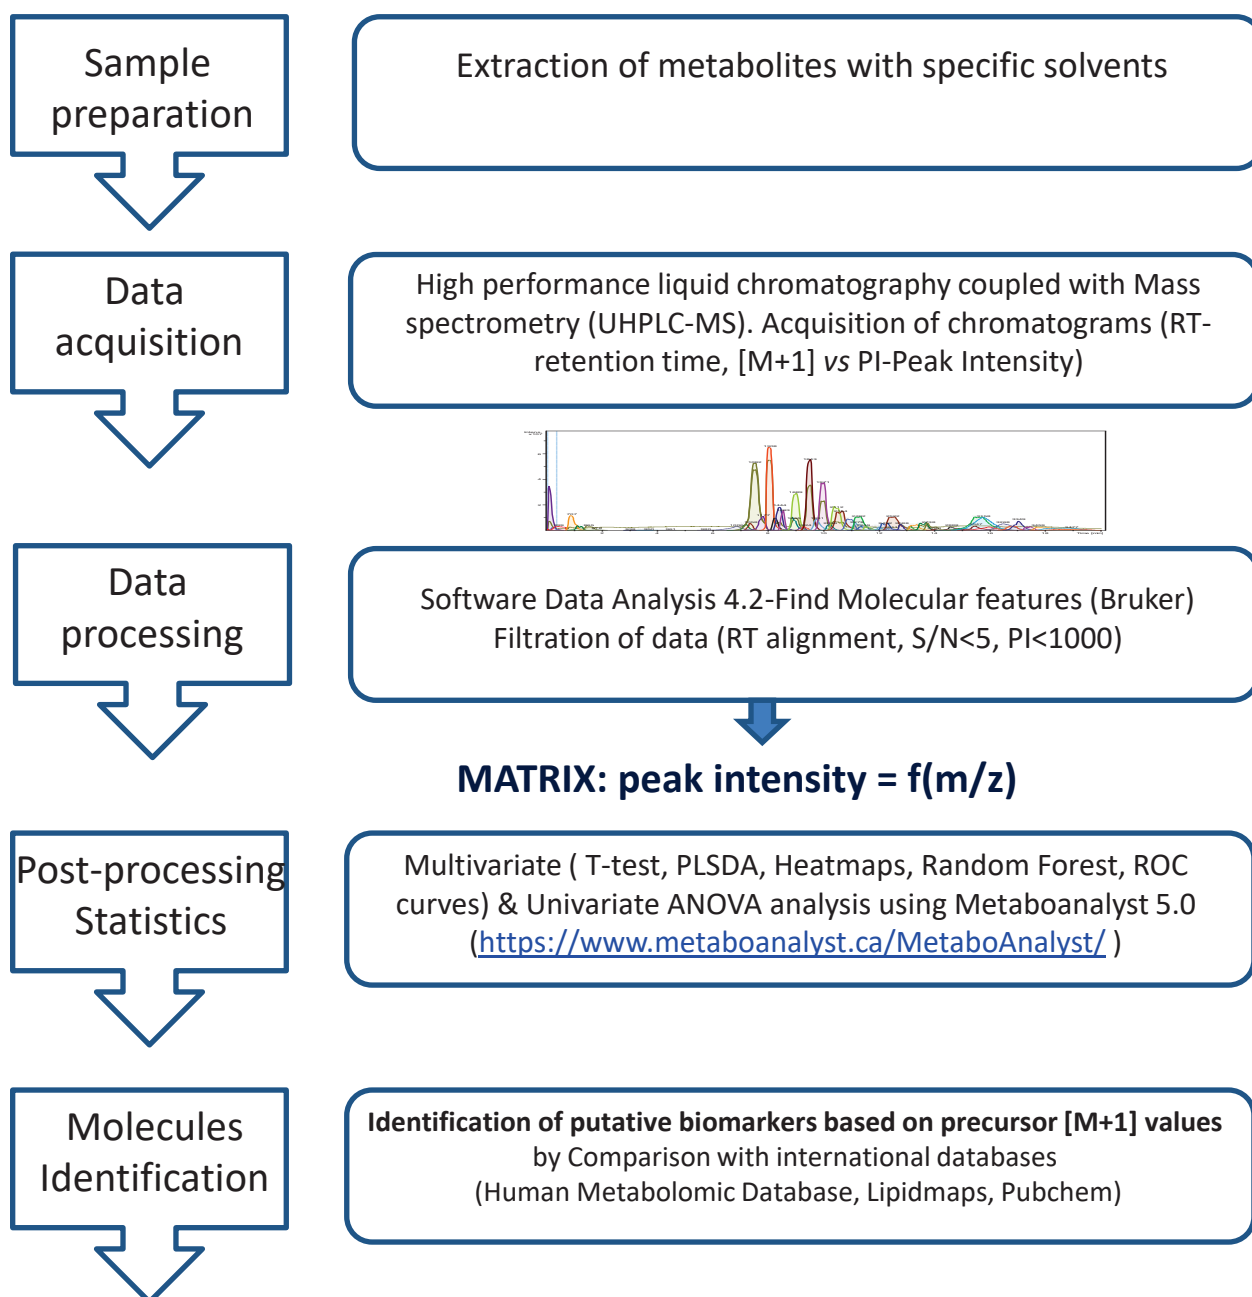 Sample
preparation
Extraction of metabolites with specific solvents
Data
acquisition
High performance liquid chromatography coupled with Mass
spectrometry (UHPLC-MS). Acquisition of chromatograms (RT-
retention time, [M+1] vs PI-Peak Intensity)
Data
processing
Software Data Analysis 4.2-Find Molecular features (Bruker)
Filtration of data (RT alignment, S/N<5, PI<1000)
MATRIX: peak intensity = f(m/z)
Post-processing
Statistics
Multivariate ( T-test, PLSDA, Heatmaps, Random Forest, ROC
curves) & Univariate ANOVA analysis using Metaboanalyst 5.0
(https://www.metaboanalyst.ca/MetaboAnalyst/ )
Molecules
Identification
Identification of putative biomarkers based on precursor [M+1] values
by Comparison with international databases
(Human Metabolomic Database, Lipidmaps, Pubchem)